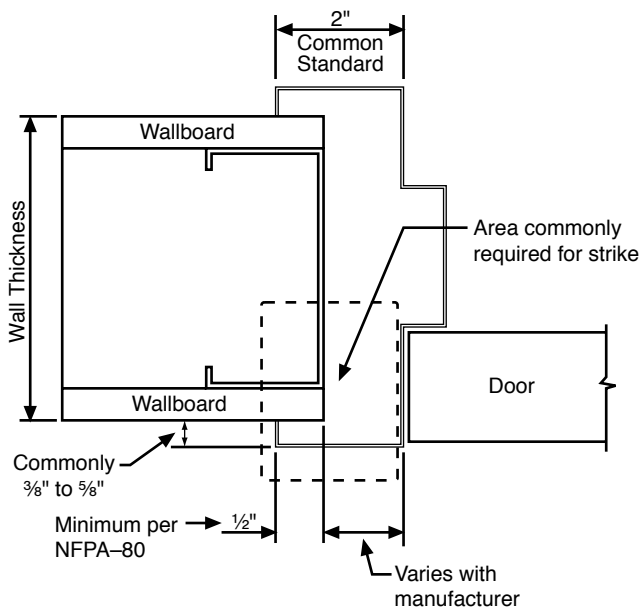 2"
Common
Standard
Wallboard
Wall Thickness
Area commonly
required for strike
Door
Wallboard
Commonly
⅜" to ⅝"
Minimum per
NFPA–80
½"
Varies with
manufacturer